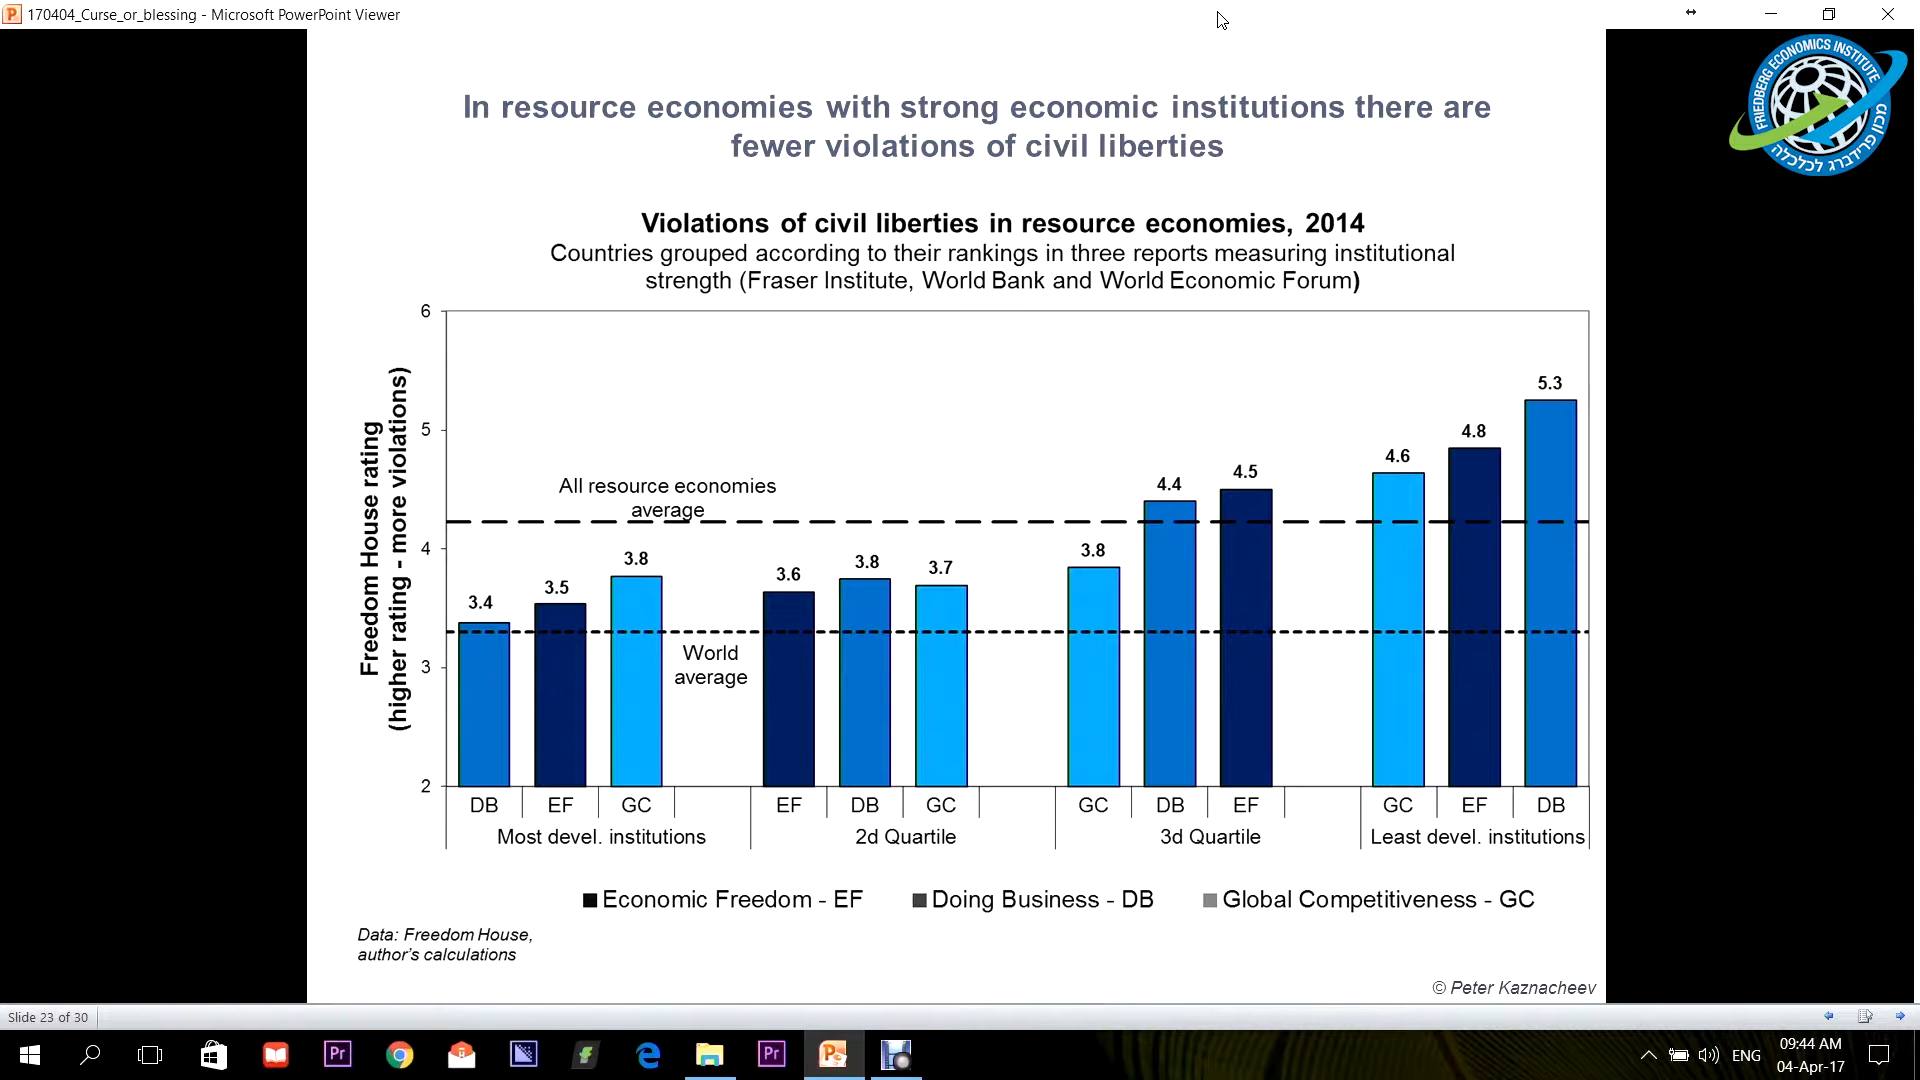 170404_Curse_or_blessing - Microsoft PowerPoint Viewer
FRIEDBERG ECONOMICS INSTITUTE
מכון פרידברג לכלכלה
In resource economies with strong economic institutions there are
fewer violations of civil liberties
Violations of civil liberties in resource economies, 2014
Countries grouped according to their rankings in three reports measuring institutional
strength (Fraser Institute, World Bank and World Economic Forum)
Freedom House rating
(higher rating - more violations)
6
5
4
3
2
All resource economies
average
World
average
3.4
3.5
3.8
3.6
3.8
3.7
3.8
4.4
4.5
4.6
4.8
5.3
DB EF GC EF DB GC GC DB EF GC EF DB
Most devel. institutions 2d Quartile 3d Quartile Least devel. institutions
Economic Freedom - EF Doing Business - DB Global Competitiveness - GC
Data: Freedom House,
author's calculations
© Peter Kaznacheev
Slide 23 of 30
Pr
Pr
ENG
09:44 AM
04-Apr-17